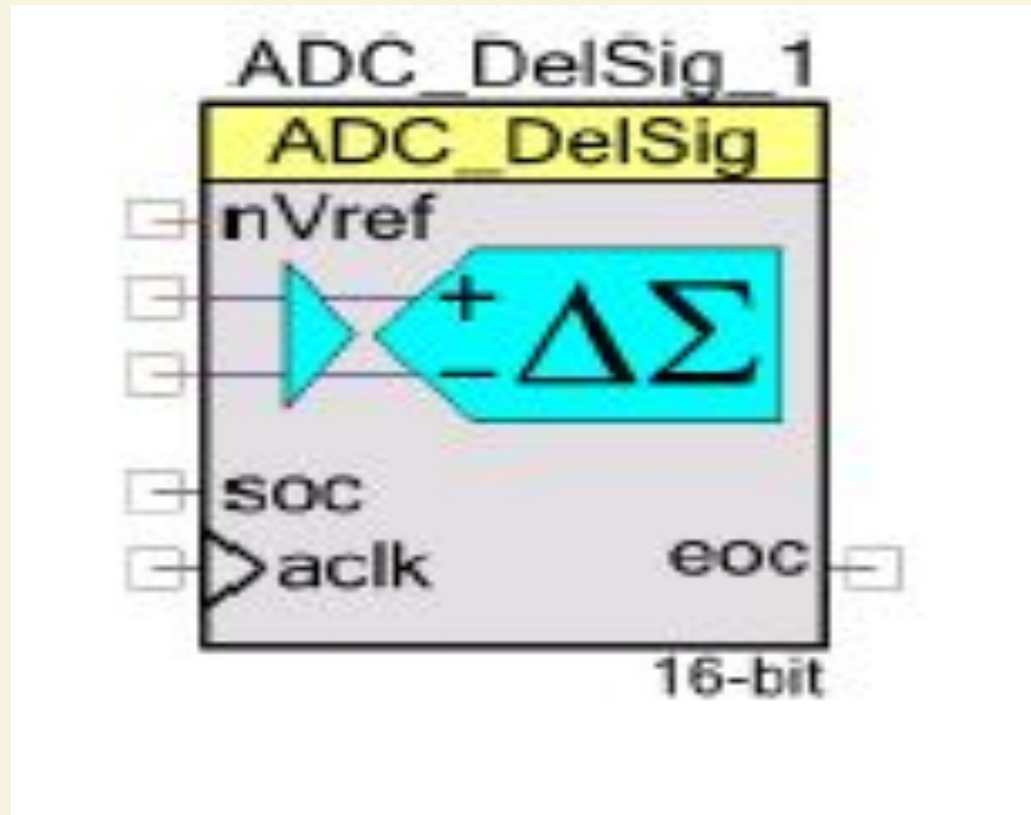 ADC_DelSig_1
ADC_DelSig
nVref
+
− ΔΣ
soc
aclk
eoc
16-bit